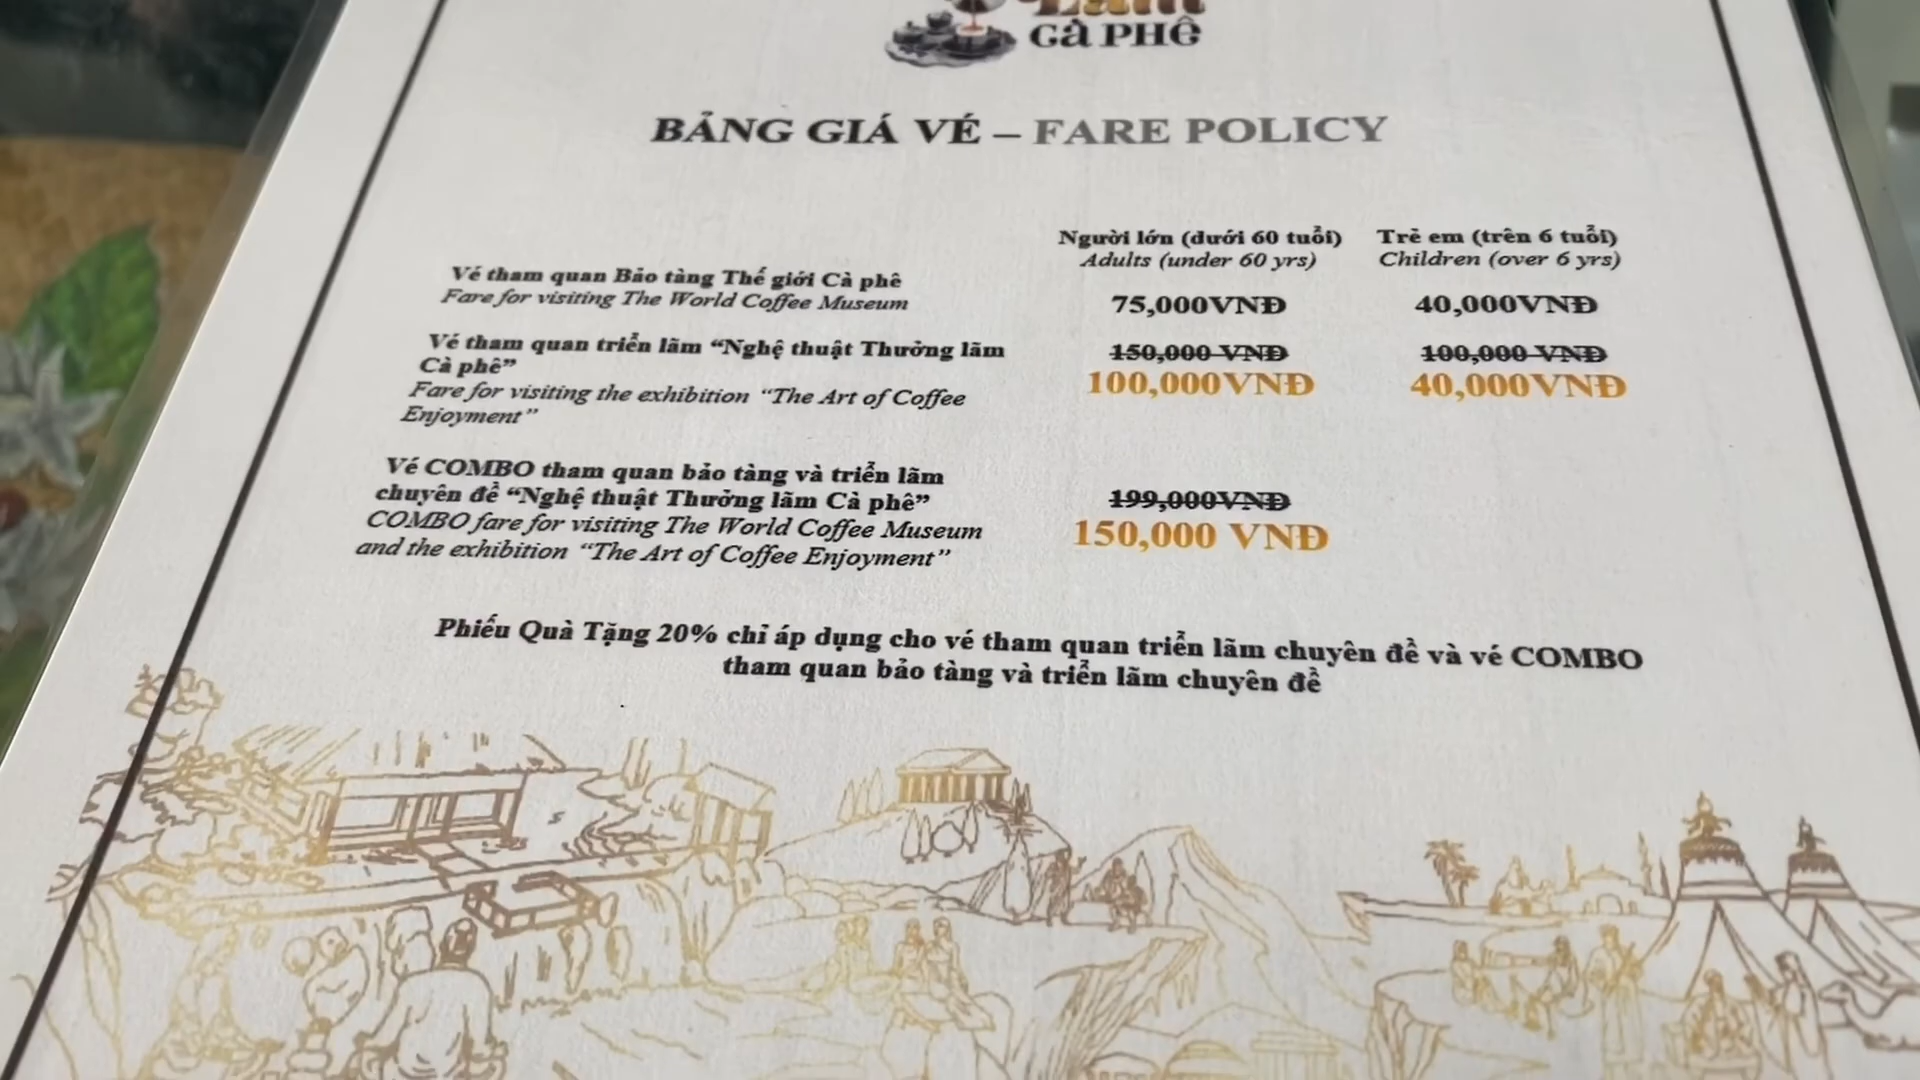 Lãm
Cà PHê
BẢNG GIÁ VÉ – FARE POLICY
Người lớn (dưới 60 tuổi) Trẻ em (trên 6 tuổi)
Adults (under 60 yrs) Children (over 6 yrs)
Vé tham quan Bảo tàng Thế giới Cà phê
Fare for visiting The World Coffee Museum
75,000VNĐ 40,000VNĐ
Vé tham quan triển lãm “Nghệ thuật Thưởng lãm
Cà phê”
Fare for visiting the exhibition “The Art of Coffee
Enjoyment”
150,000 VNĐ 100,000 VNĐ
100,000VNĐ 40,000VNĐ
Vé COMBO tham quan bảo tàng và triển lãm
chuyên đề “Nghệ thuật Thưởng lãm Cà phê”
COMBO fare for visiting The World Coffee Museum
and the exhibition “The Art of Coffee Enjoyment”
199,000VNĐ
150,000 VNĐ
Phiếu Quà Tặng 20% chỉ áp dụng cho vé tham quan triển lãm chuyên đề và vé COMBO
tham quan bảo tàng và triển lãm chuyên đề